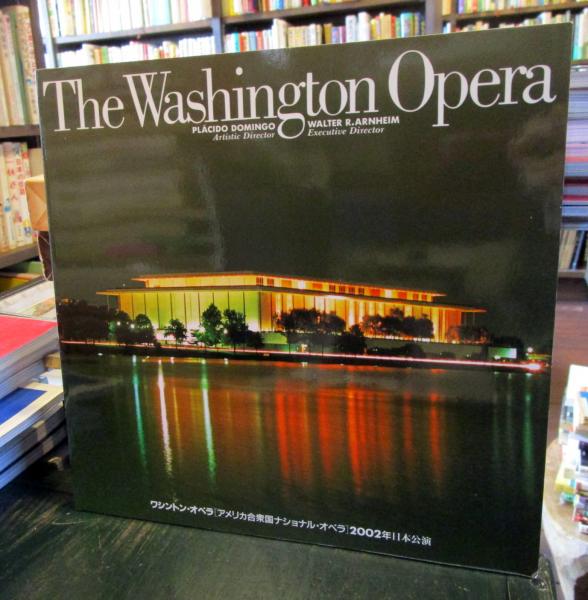 The Washington Opera
PLÁCIDO DOMINGO WALTER R.ARNHEIM
Artistic Director Executive Director
ワシントン・オペラ[アメリカ合衆国ナショナル・オペラ]2002年日本公演